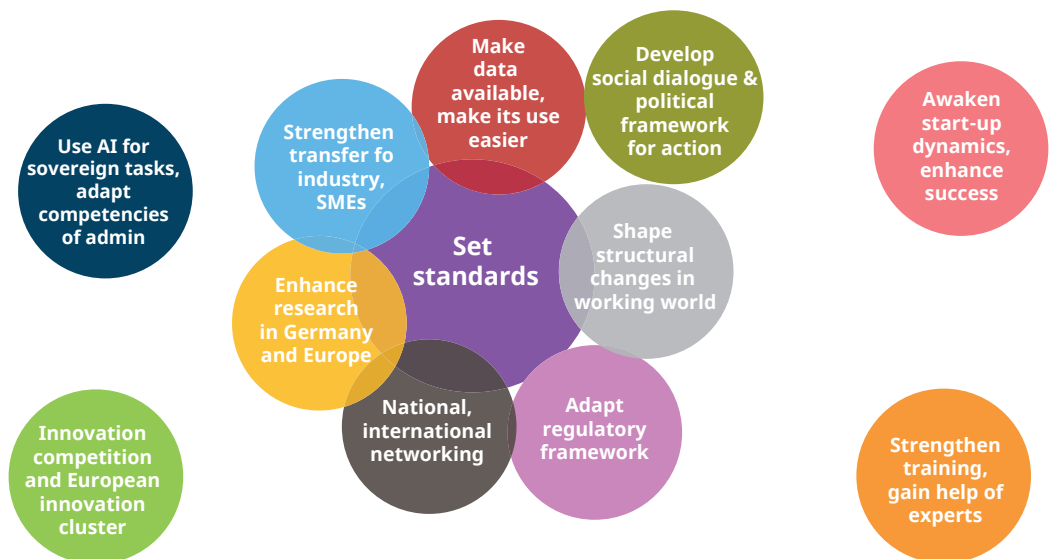 Make
data
available,
make its use
easier
Develop
social dialogue &
political
framework
for action
Awaken
start-up
dynamics,
enhance
success
Use AI for
sovereign tasks,
adapt
competencies
of admin
Strengthen
transfer fo
industry,
SMEs
Set
standards
Shape
structural
changes in
working world
Enhance
research
in Germany
and Europe
National,
international
networking
Adapt
regulatory
framework
Innovation
competition
and European
innovation
cluster
Strengthen
training,
gain help of
experts